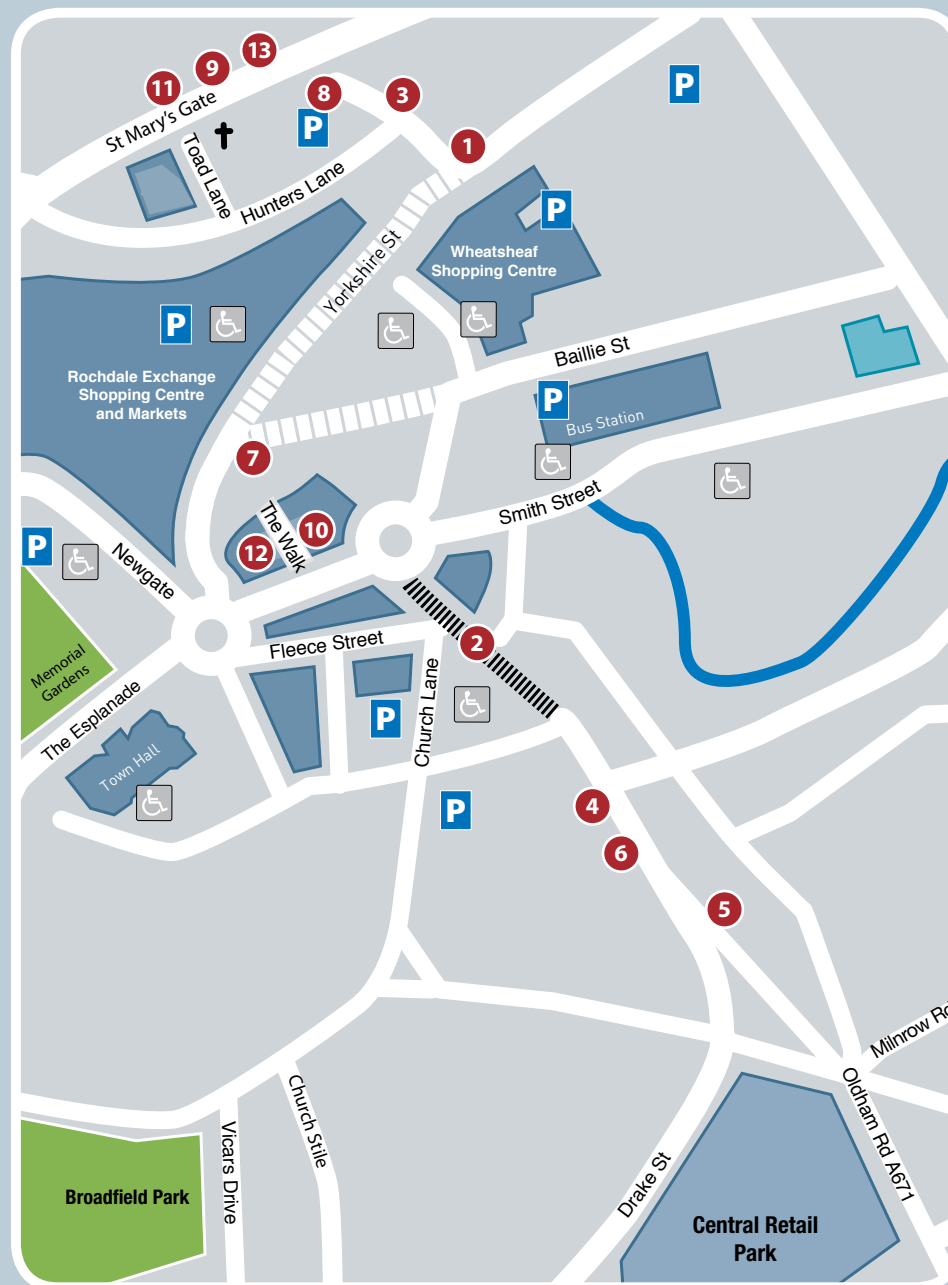 13
9
11
8
3
P
St Mary's Gate
P
1
Toad Lane
Hunters Lane
P
Wheatsheaf
Shopping Centre
Yorkshire St
P
Rochdale Exchange
Shopping Centre
and Markets
Baillie St
P
Bus Station
7
Smith Street
The Walk
10
12
P
Newgate
2
Fleece Street
Memorial
Gardens
The Esplanade
Church Lane
P
Town Hall
P
4
6
5
Milnrow Rd
Oldham Rd A671
Church Stile
Vicars Drive
Drake St
Broadfield Park
Central Retail
Park